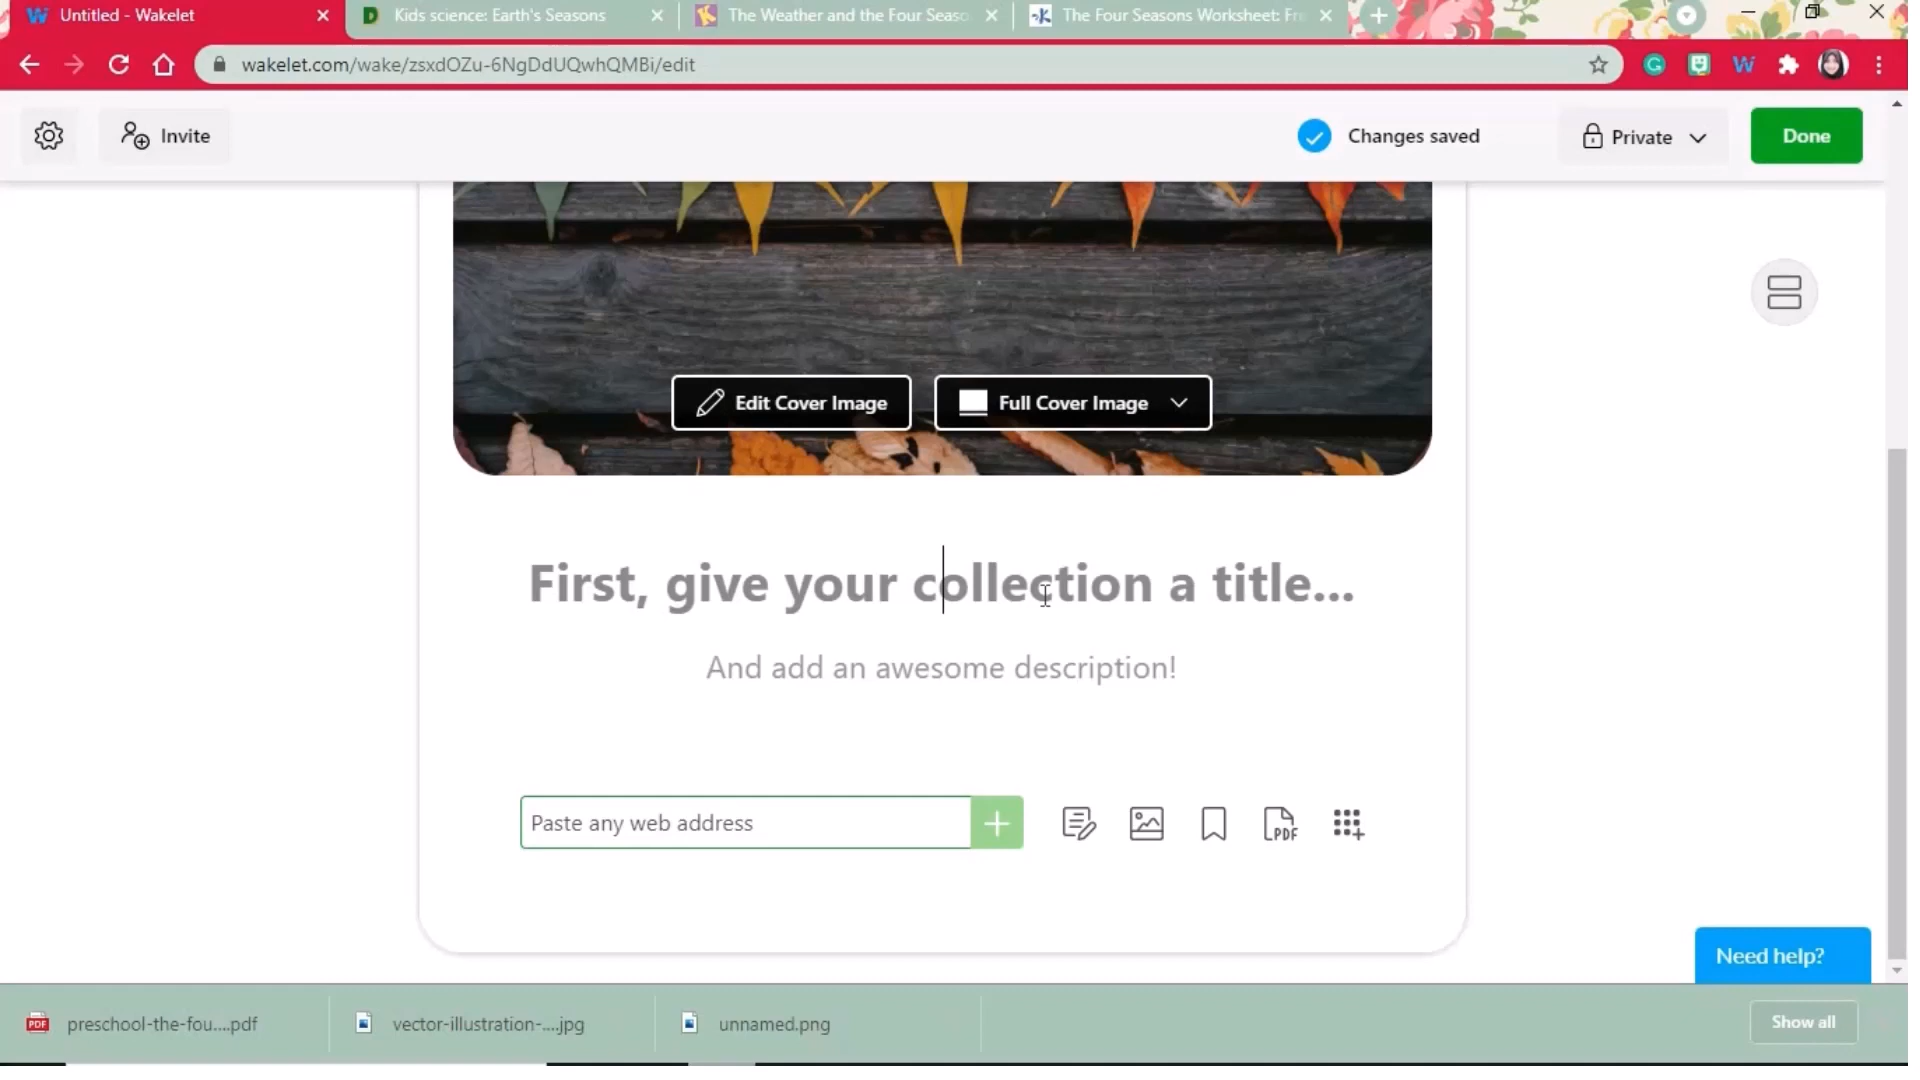 Untitled - Wakelet
Kids science: Earth's Seasons
The Weather and the Four Seaso
The Four Seasons Worksheet: Fr
wakelet.com/wake/zsxdOZu-6NgDdUQwhQMBi/edit
Invite
Changes saved
Private
Done
Edit Cover Image
Full Cover Image
First, give your collection a title...
And add an awesome description!
Paste any web address
PDF
Need help?
PDF
preschool-the-fou....pdf
vector-illustration-....jpg
unnamed.png
Show all